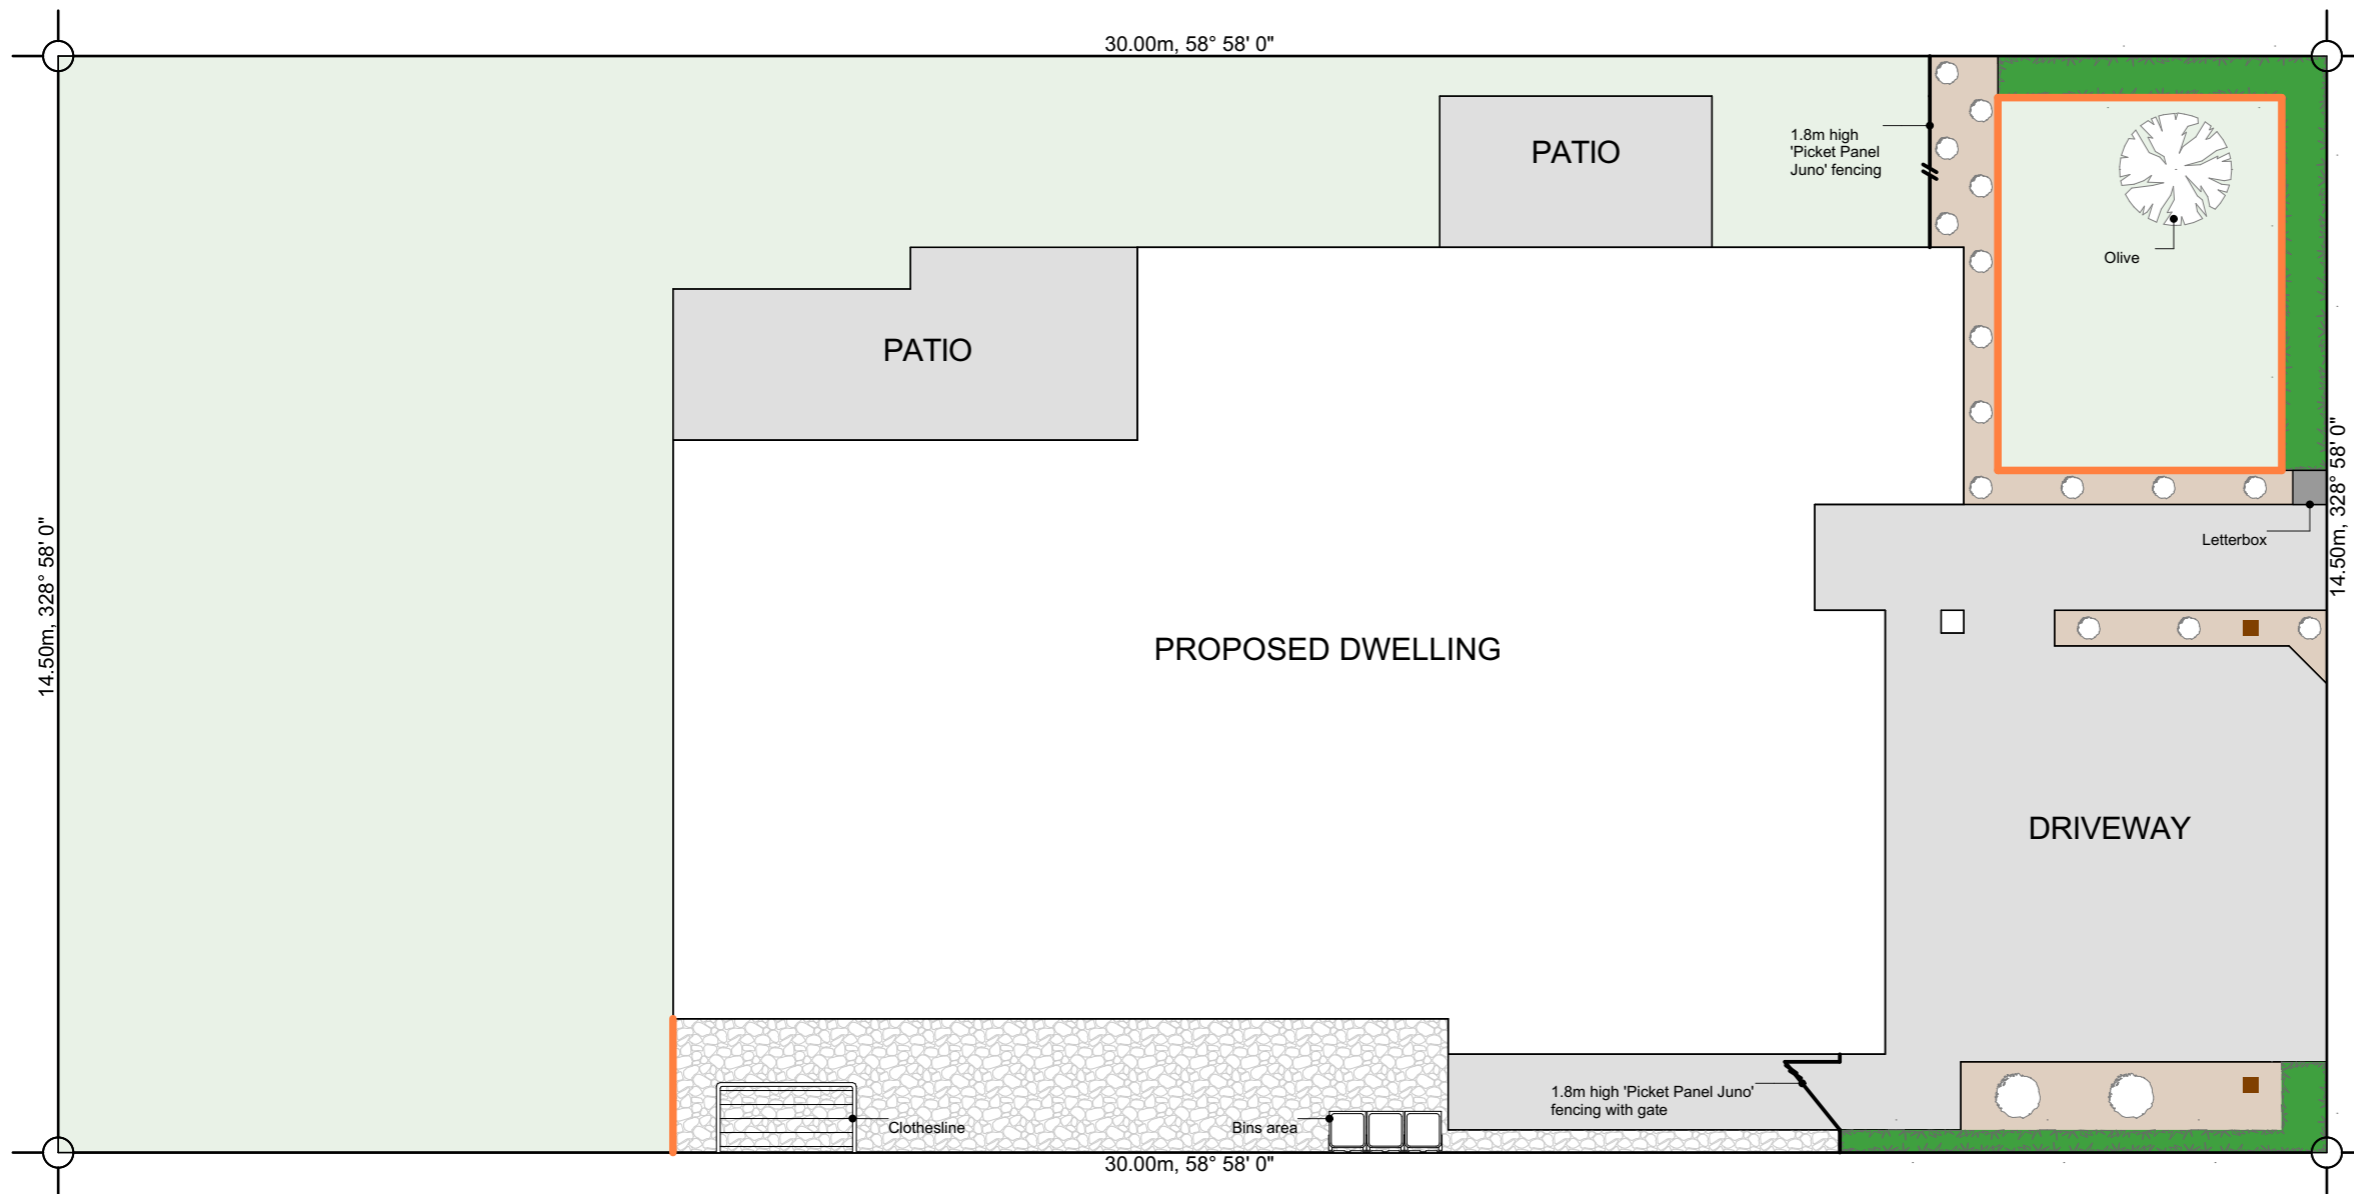 30.00m, 58° 58' 0"
PATIO
1.8m high
'Picket Panel
Juno' fencing
Olive
PATIO
14.50m, 328° 58' 0"
14.50m, 328° 58' 0"
Letterbox
PROPOSED DWELLING
DRIVEWAY
1.8m high 'Picket Panel Juno'
fencing with gate
Clothesline
Bins area
30.00m, 58° 58' 0"